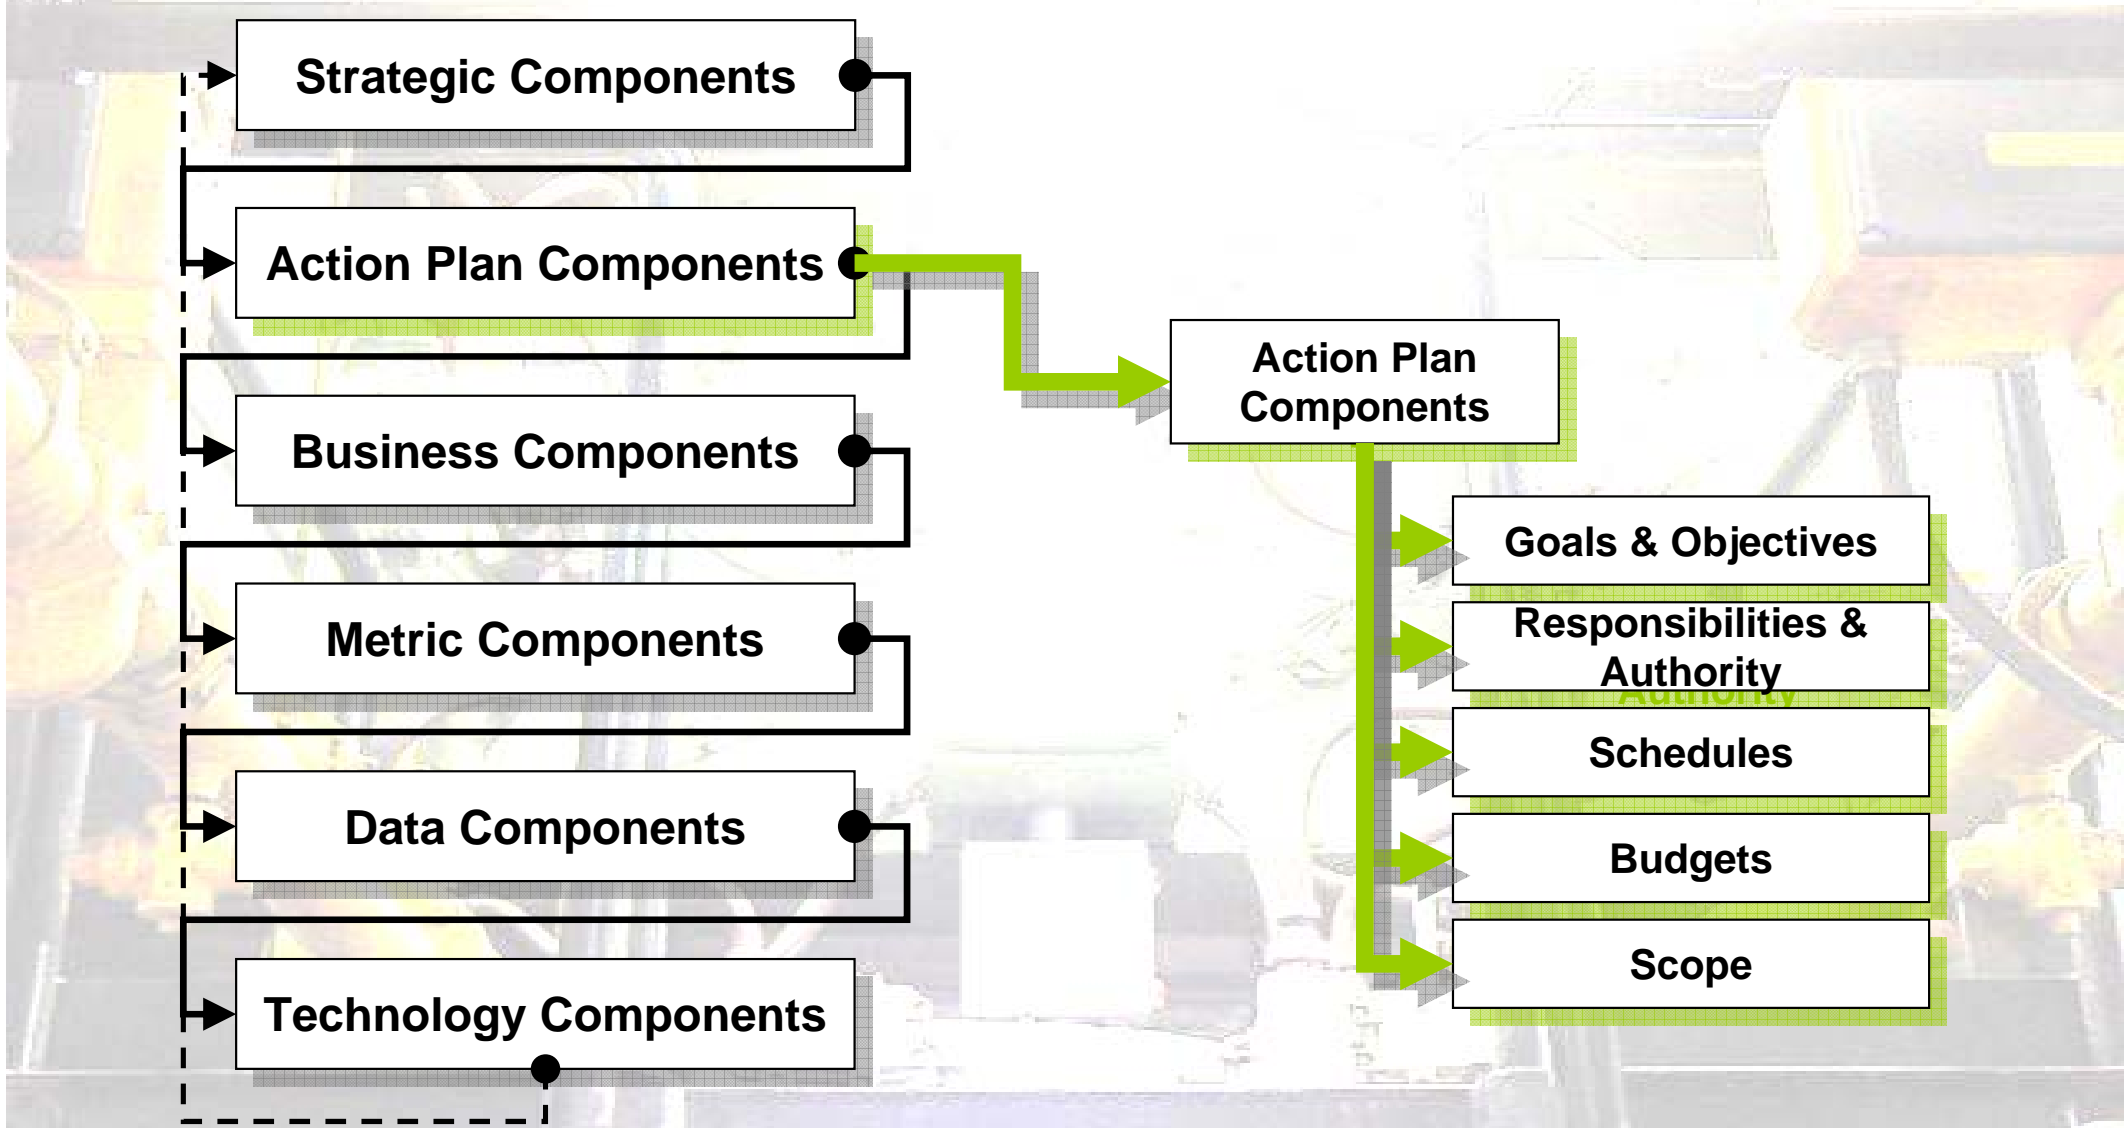 Strategic Components
Action Plan Components
Business Components
Metric Components
Data Components
Technology Components
Action Plan
Components
Goals & Objectives
Responsibilities &
Authority
Schedules
Budgets
Scope